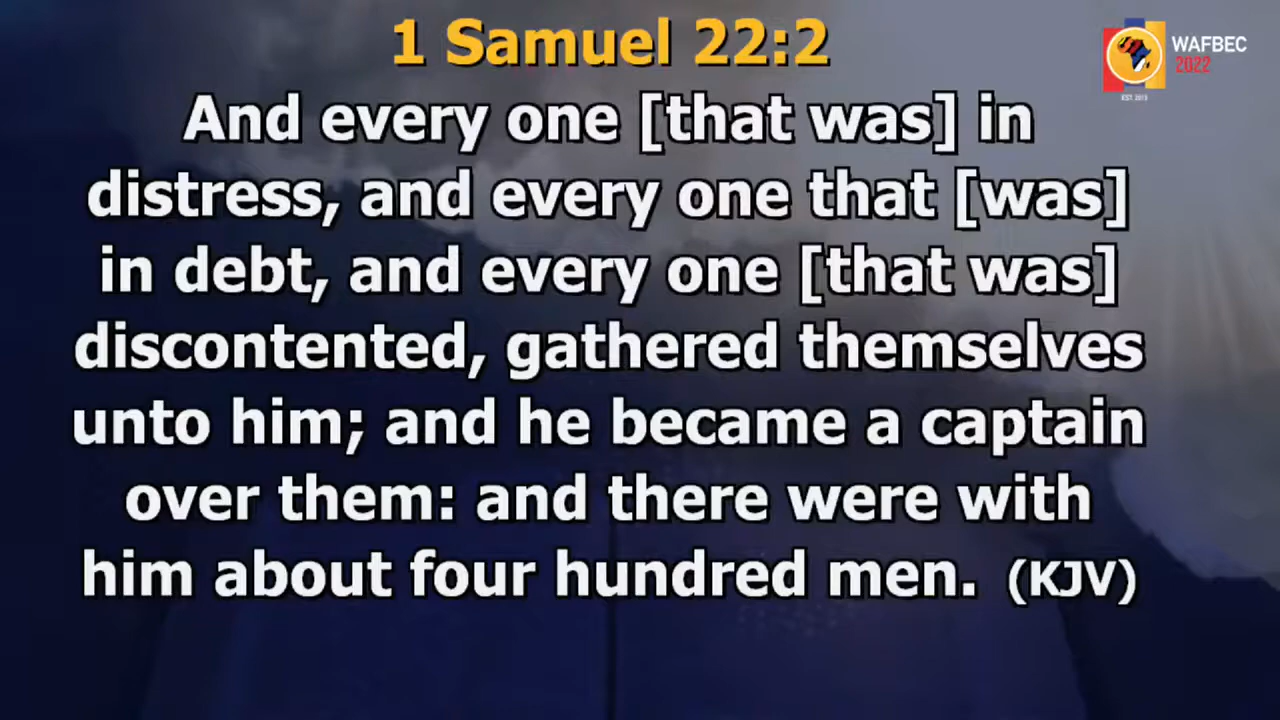 1 Samuel 22:2
And every one [that was] in
distress, and every one that [was]
in debt, and every one [that was]
discontented, gathered themselves
unto him; and he became a captain
over them: and there were with
him about four hundred men. (KJV)
WAFBEC
2022